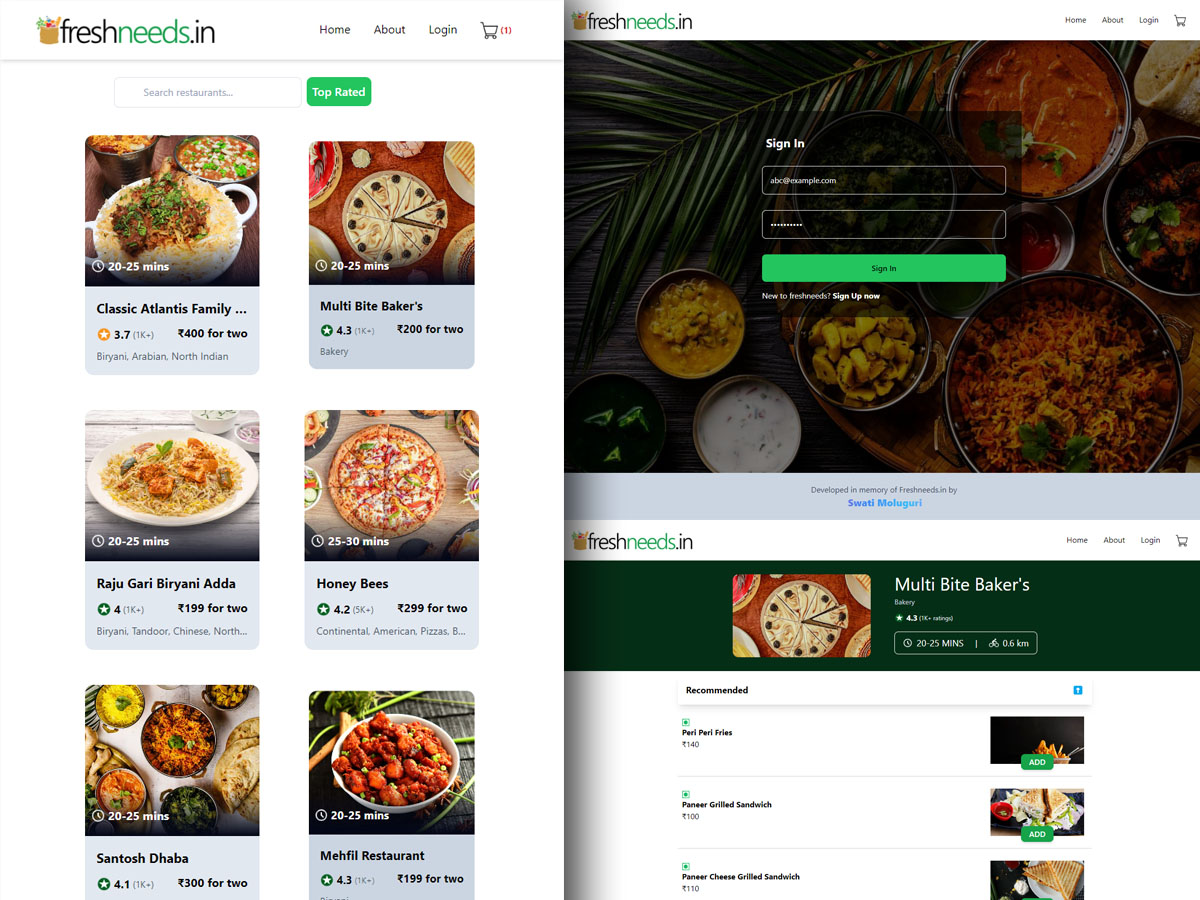 freshneeds.in
Home About Login (1)
Search restaurants... Top Rated
20-25 mins
Classic Atlantis Family ...
3.7 (1K+) ₹400 for two
Biryani, Arabian, North Indian
20-25 mins
Multi Bite Baker's
4.3 (1K+) ₹200 for two
Bakery
20-25 mins
Raju Gari Biryani Adda
4 (1K+) ₹199 for two
Biryani, Tandoor, Chinese, North...
25-30 mins
Honey Bees
4.2 (5K+) ₹299 for two
Continental, American, Pizzas, B...
20-25 mins
Santosh Dhaba
4.1 (1K+) ₹300 for two
20-25 mins
Mehfil Restaurant
4.3 (1K+) ₹199 for two
freshneeds.in
Home About Login
Sign In
abc@example.com
••••••••••
Sign In
New to freshneeds? Sign Up now
Developed in memory of Freshneeds.in by
Swati Moluguri
freshneeds.in
Home About Login
Multi Bite Baker's
Bakery
4.3 (1K+ ratings)
20-25 MINS | 0.6 km
Recommended
Peri Peri Fries
₹140
ADD
Paneer Grilled Sandwich
₹100
ADD
Paneer Cheese Grilled Sandwich
₹110